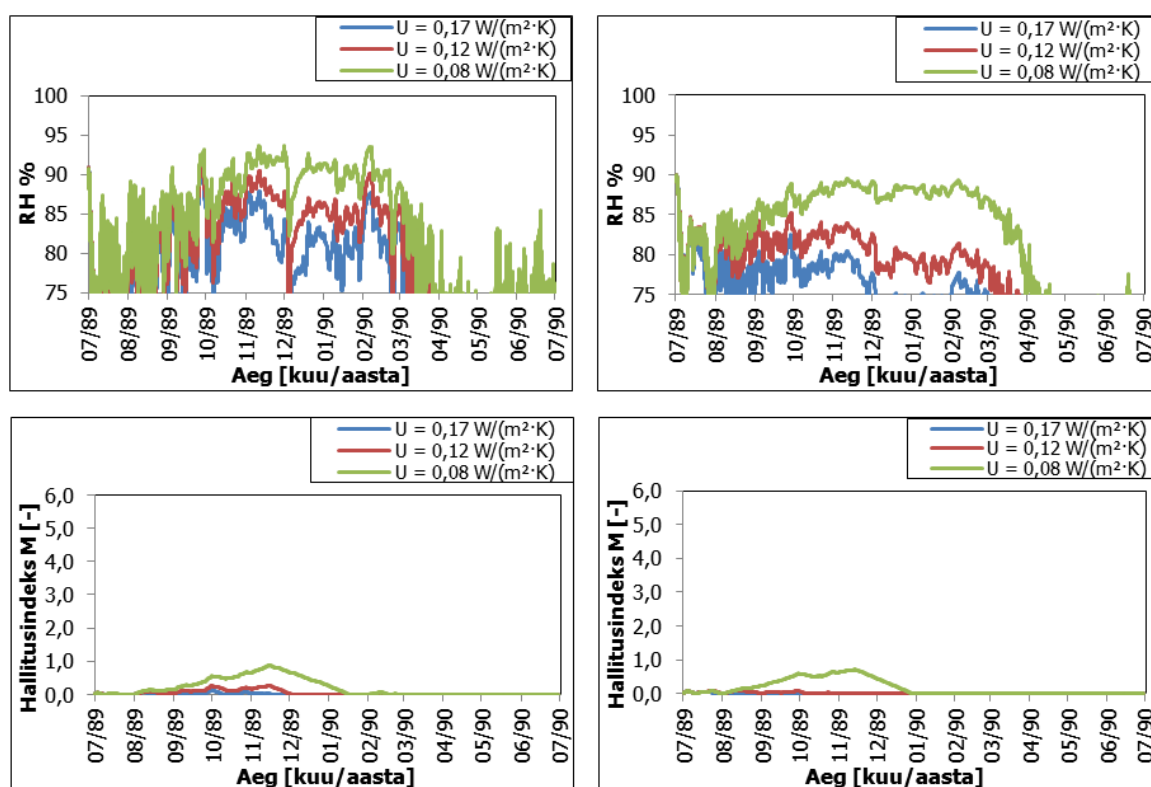 U = 0,17 W/(m²·K)
U = 0,12 W/(m²·K)
U = 0,08 W/(m²·K)
100
95
90
85
80
75
RH %
07/89 08/89 09/89 10/89 11/89 12/89 01/90 02/90 03/90 04/90 05/90 06/90 07/90
Aeg [kuu/aasta]
U = 0,17 W/(m²·K)
U = 0,12 W/(m²·K)
U = 0,08 W/(m²·K)
100
95
90
85
80
75
RH %
07/89 08/89 09/89 10/89 11/89 12/89 01/90 02/90 03/90 04/90 05/90 06/90 07/90
Aeg [kuu/aasta]
U = 0,17 W/(m²·K)
U = 0,12 W/(m²·K)
U = 0,08 W/(m²·K)
6,0
5,0
4,0
3,0
2,0
1,0
0,0
Hallitusindeks M [-]
07/89 08/89 09/89 10/89 11/89 12/89 01/90 02/90 03/90 04/90 05/90 06/90 07/90
Aeg [kuu/aasta]
U = 0,17 W/(m²·K)
U = 0,12 W/(m²·K)
U = 0,08 W/(m²·K)
6,0
5,0
4,0
3,0
2,0
1,0
0,0
Hallitusindeks M [-]
07/89 08/89 09/89 10/89 11/89 12/89 01/90 02/90 03/90 04/90 05/90 06/90 07/90
Aeg [kuu/aasta]